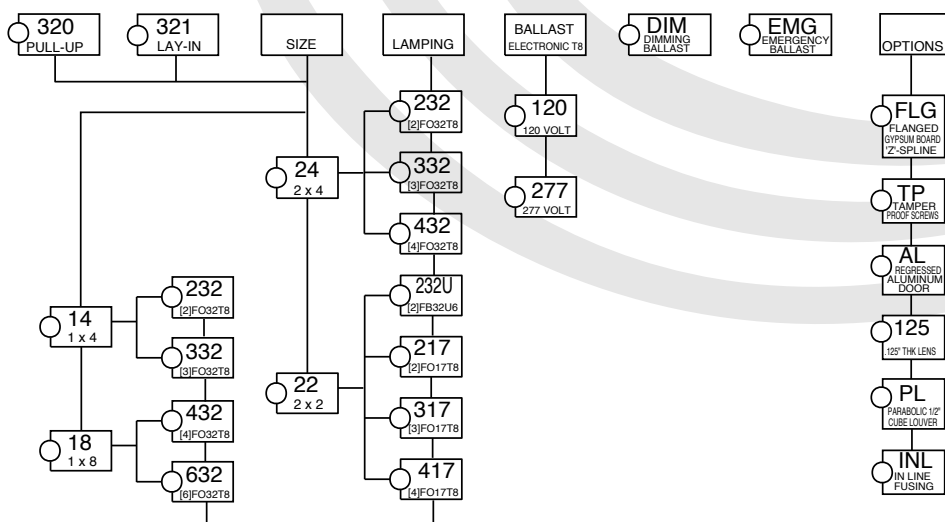 320
PULL-UP
321
LAY-IN
SIZE
LAMPING
BALLAST
ELECTRONIC T8
DIM
DIMMING
BALLAST
EMG
EMERGENCY
BALLAST
OPTIONS
14
1 x 4
18
1 x 8
232
[2]FO32T8
332
[3]FO32T8
432
[4]FO32T8
632
[6]FO32T8
24
2 x 4
22
2 x 2
232
[2]FO32T8
332
[3]FO32T8
432
[4]FO32T8
232U
[2]FB32U6
217
[2]FO17T8
317
[3]FO17T8
417
[4]FO17T8
120
120 VOLT
277
277 VOLT
FLG
FLANGED
GYPSUM BOARD
'Z'-SPLINE
TP
TAMPER
PROOF SCREWS
AL
REGRESSED
ALUMINUM
DOOR
125
.125" THK LENS
PL
PARABOLIC 1/2"
CUBE LOUVER
INL
IN LINE
FUSING